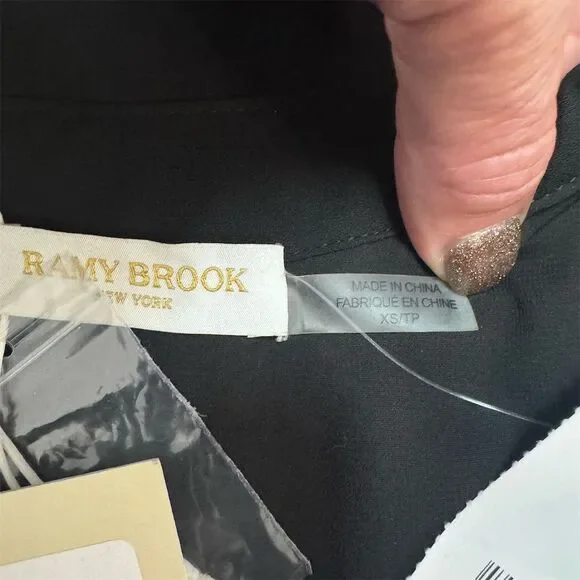 RAMY BROOK
NEW YORK
MADE IN CHINA
FABRIQUÉ EN CHINE
XS/TP